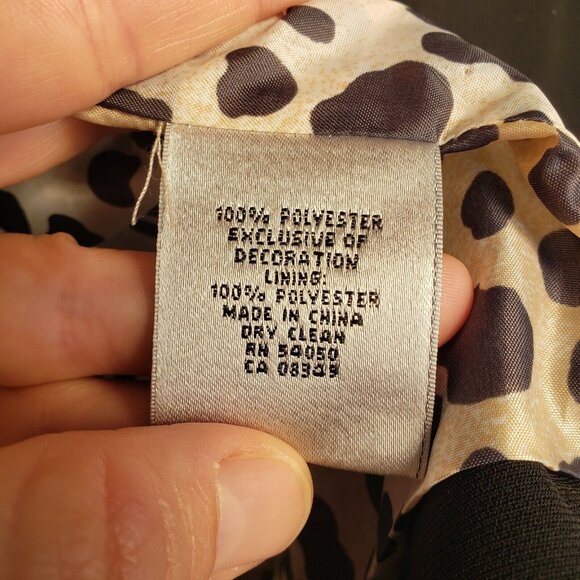 100% POLYESTER
EXCLUSIVE OF
DECORATION
LINING:
100% POLYESTER
MADE IN CHINA
DRY CLEAN
RN 54050
CA 08349